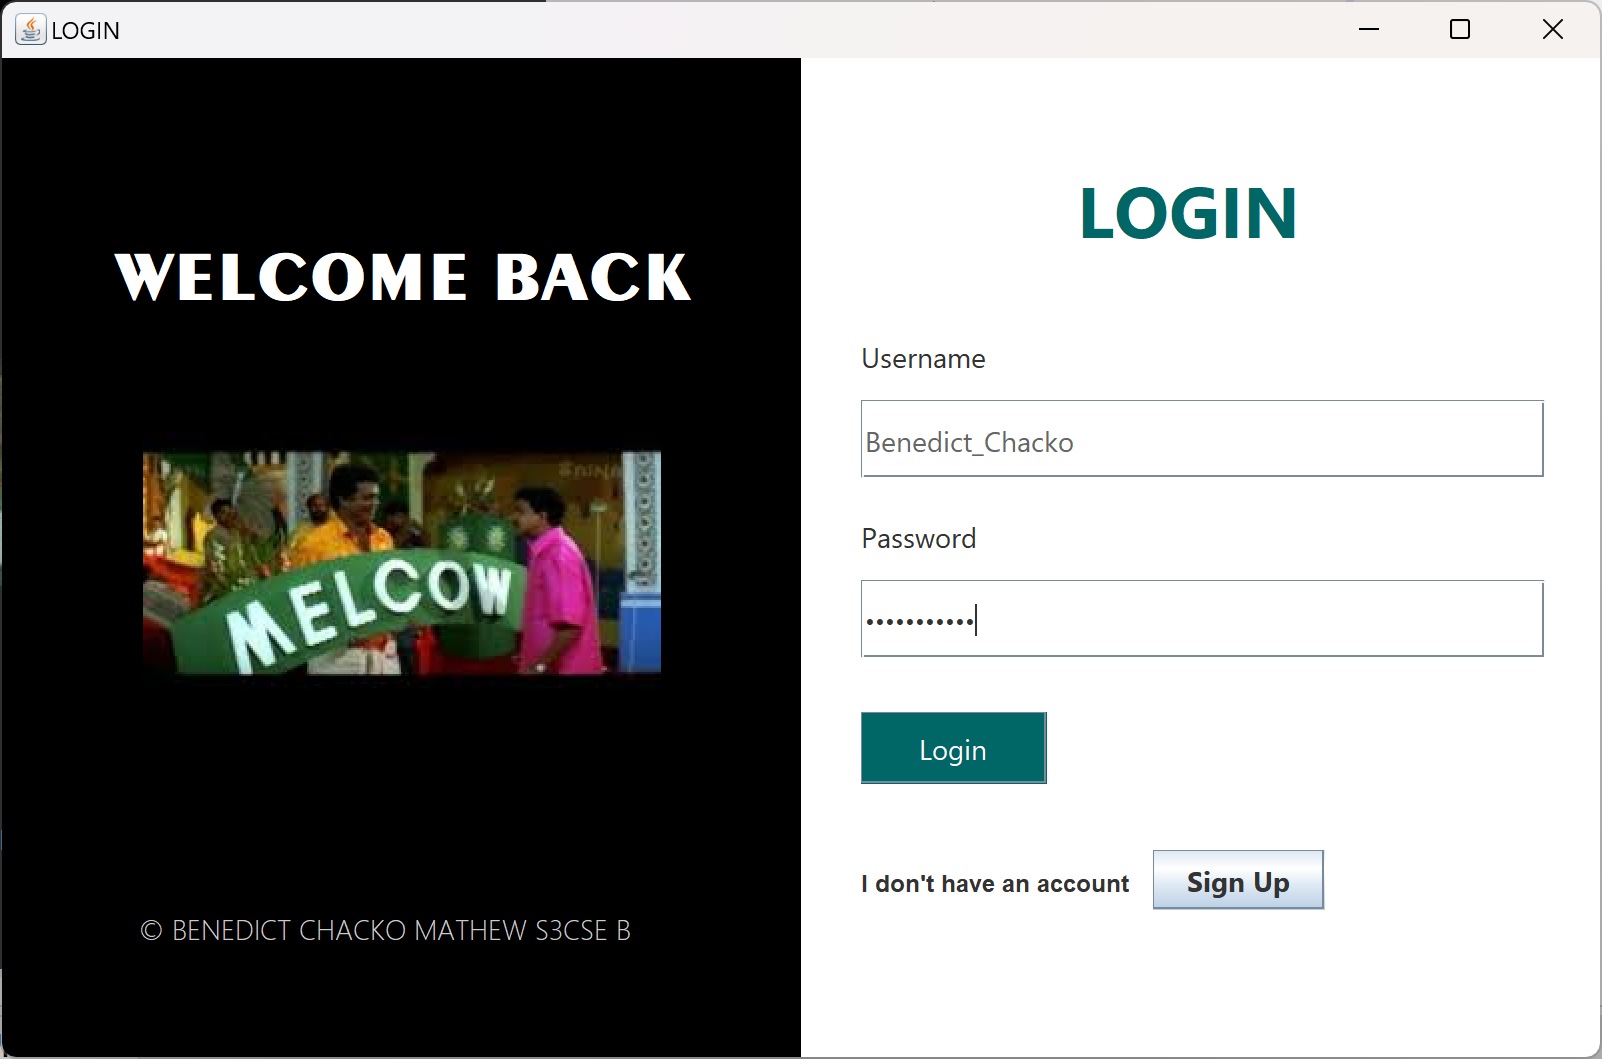 LOGIN
WELCOME BACK
MELCOW
© BENEDICT CHACKO MATHEW S3CSE B
LOGIN
Username
Benedict_Chacko
Password
•••••••••••
Login
I don't have an account
Sign Up